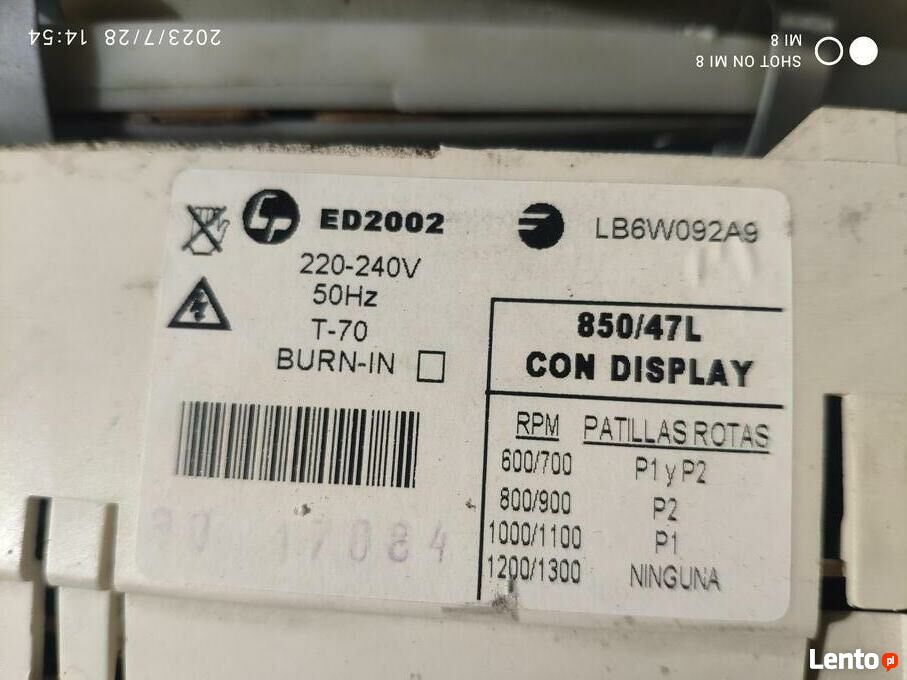 2023/7/28 14:54
SHOT ON MI 8
MI 8
ED2002
220-240V
50Hz
T-70
BURN-IN
LB6W092A9
850/47L
CON DISPLAY
RPM PATILLAS ROTAS
600/700 P1 y P2
800/900 P2
1000/1100 P1
1200/1300 NINGUNA
17084
Lento pl